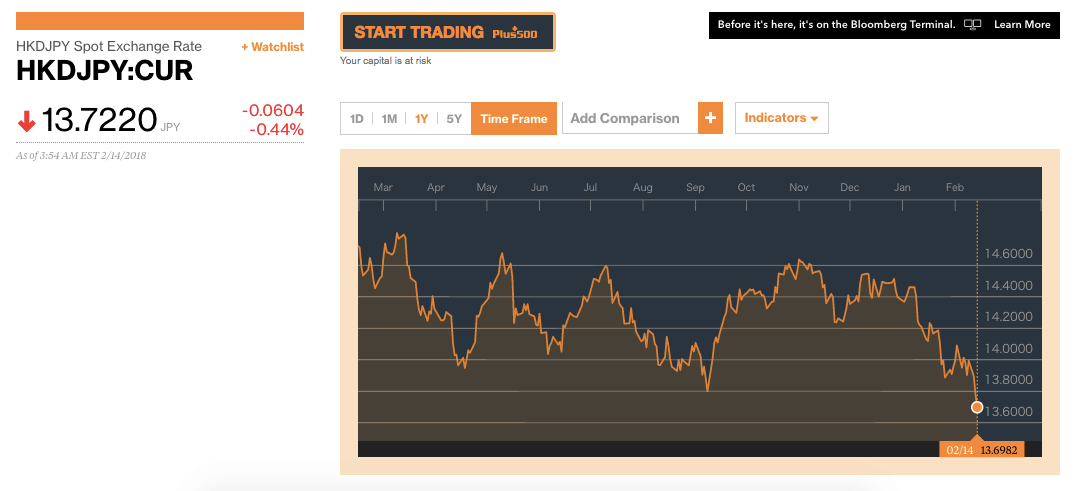 HKDJPY Spot Exchange Rate
+ Watchlist
HKDJPY:CUR
13.7220 JPY
-0.0604
-0.44%
As of 3:54 AM EST 2/14/2018
START TRADING Plus500
Your capital is at risk
Before it's here, it's on the Bloomberg Terminal. Learn More
1D 1M 1Y 5Y Time Frame Add Comparison + Indicators
Mar Apr May Jun Jul Aug Sep Oct Nov Dec Jan Feb
14.6000
14.4000
14.2000
14.0000
13.8000
13.6000
02/14 13.6982